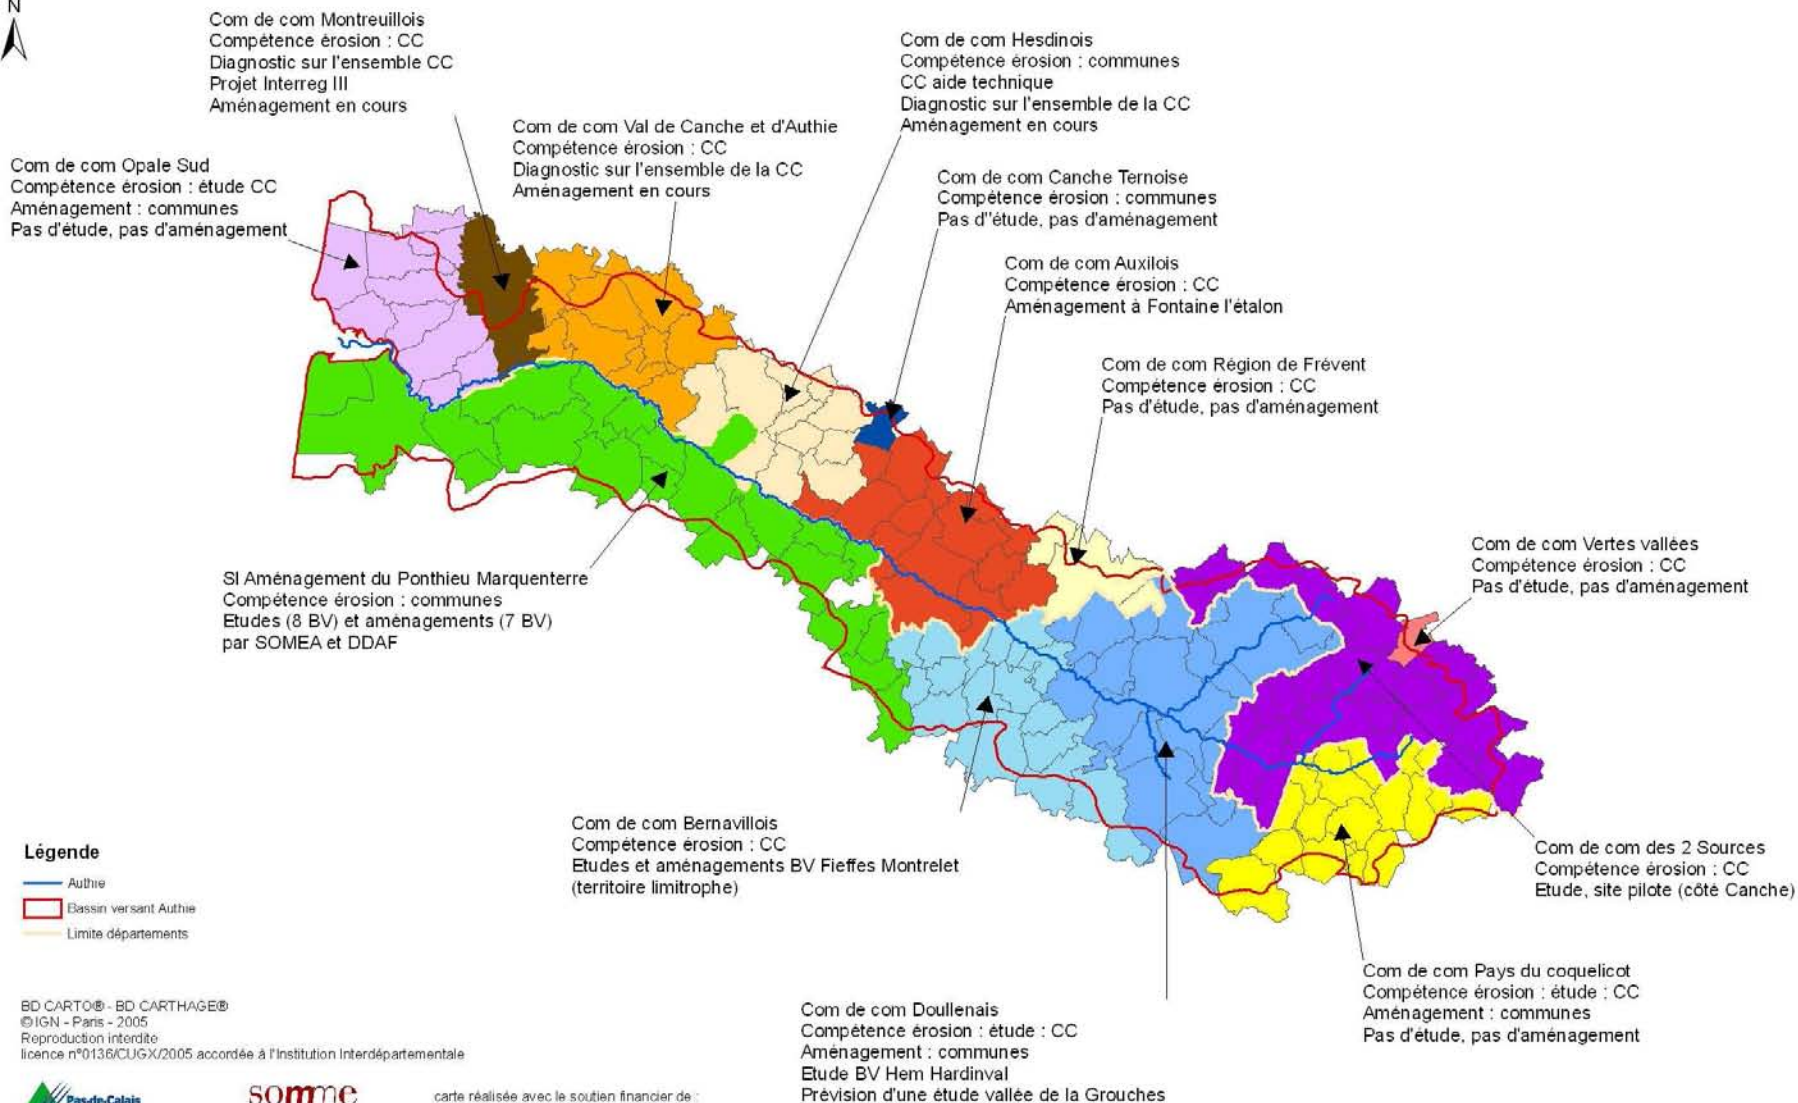 N
Com de com Montreuillois
Compétence érosion : CC
Diagnostic sur l'ensemble CC
Projet Interreg III
Aménagement en cours
Com de com Hesdinois
Compétence érosion : communes
CC aide technique
Diagnostic sur l'ensemble de la CC
Aménagement en cours
Com de com Val de Canche et d'Authie
Compétence érosion : CC
Diagnostic sur l'ensemble de la CC
Aménagement en cours
Com de com Opale Sud
Compétence érosion : étude CC
Aménagement : communes
Pas d'étude, pas d'aménagement
Com de com Canche Ternoise
Compétence érosion : communes
Pas d''étude, pas d'aménagement
Com de com Auxilois
Compétence érosion : CC
Aménagement à Fontaine l'étalon
Com de com Région de Frévent
Compétence érosion : CC
Pas d'étude, pas d'aménagement
Com de com Vertes vallées
Compétence érosion : CC
Pas d'étude, pas d'aménagement
SI Aménagement du Ponthieu Marquenterre
Compétence érosion : communes
Etudes (8 BV) et aménagements (7 BV)
par SOMEA et DDAF
Com de com Bernavillois
Compétence érosion : CC
Etudes et aménagements BV Fieffes Montrelet
(territoire limitrophe)
Com de com des 2 Sources
Compétence érosion : CC
Etude, site pilote (côté Canche)
Com de com Pays du coquelicot
Compétence érosion : étude : CC
Aménagement : communes
Pas d'étude, pas d'aménagement
Com de com Doullenais
Compétence érosion : étude : CC
Aménagement : communes
Etude BV Hem Hardinval
Prévision d'une étude vallée de la Grouches
Légende
Authie
Bassin versant Authie
Limite départements
BD CARTO® - BD CARTHAGE®
©IGN - Paris - 2005
Reproduction interdite
licence n°0136/CUGX/2005 accordée à l'Institution Interdépartementale
Pas-de-Calais
somme
carte réalisée avec le soutien financier de :